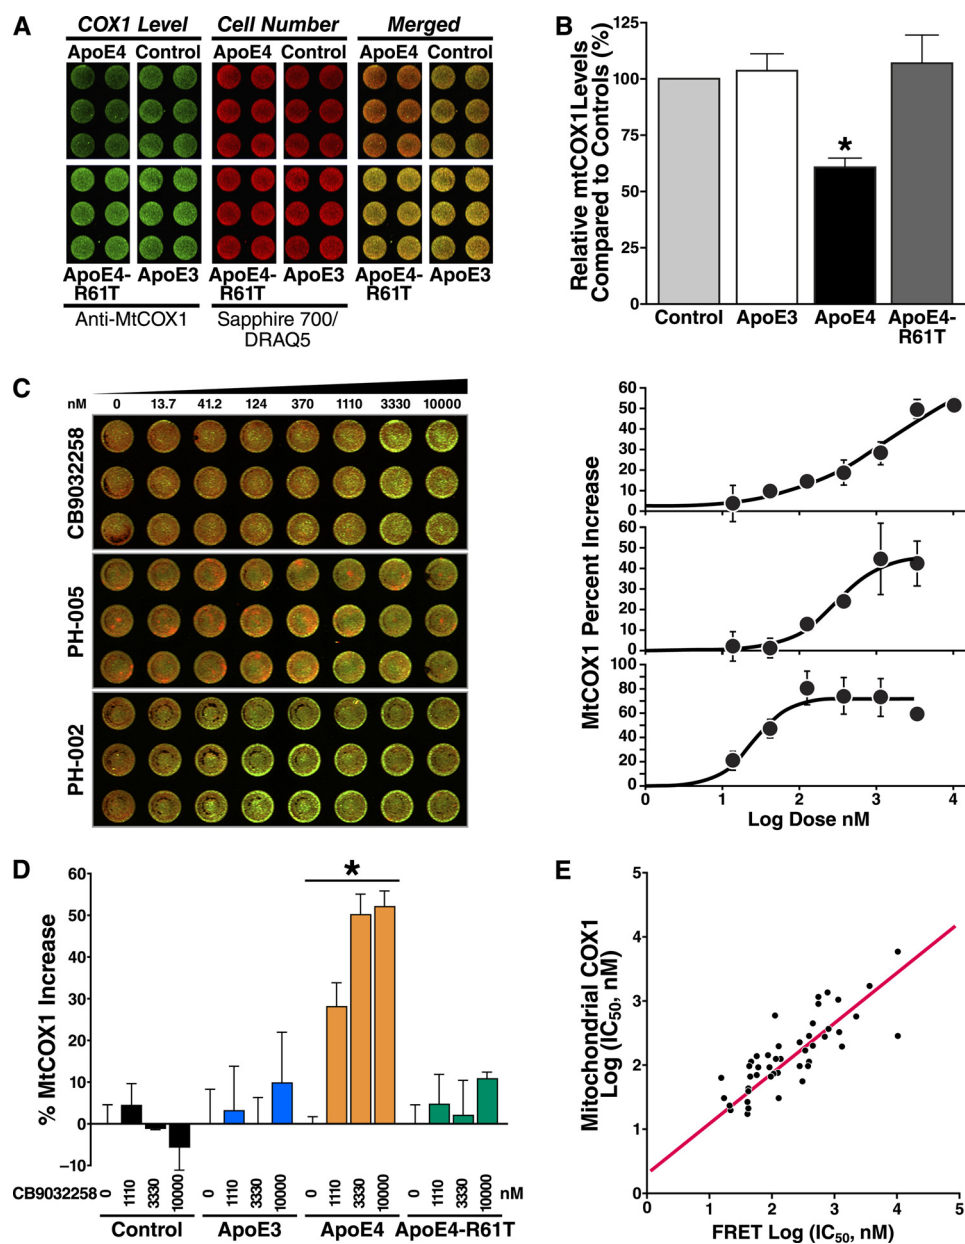 A
COX1 Level Cell Number Merged
ApoE4 Control ApoE4 Control ApoE4 Control
ApoE4-R61T ApoE3 ApoE4-R61T ApoE3 ApoE4-R61T ApoE3
Anti-MtCOX1 Sapphire 700/
DRAQ5
B
Relative mtCOX1Levels
Compared to Controls (%)
125
100
75
50
25
0
*
Control ApoE3 ApoE4 ApoE4-
R61T
C
nM 0 13.7 41.2 124 370 1110 3330 10000
CB9032258
PH-005
PH-002
MtCOX1 Percent Increase
60
50
40
30
20
10
0
60
50
40
30
20
10
0
100
80
60
40
20
0
0 1 2 3 4
Log Dose nM
D
% MtCOX1 Increase
60
50
40
30
20
10
0
−10
*
CB9032258 0 1110 3330 10000 0 1110 3330 10000 0 1110 3330 10000 0 1110 3330 10000 nM
Control ApoE3 ApoE4 ApoE4-R61T
E
Mitochondrial COX1
Log (IC50, nM)
5
4
3
2
1
0
0 1 2 3 4 5
FRET Log (IC50, nM)